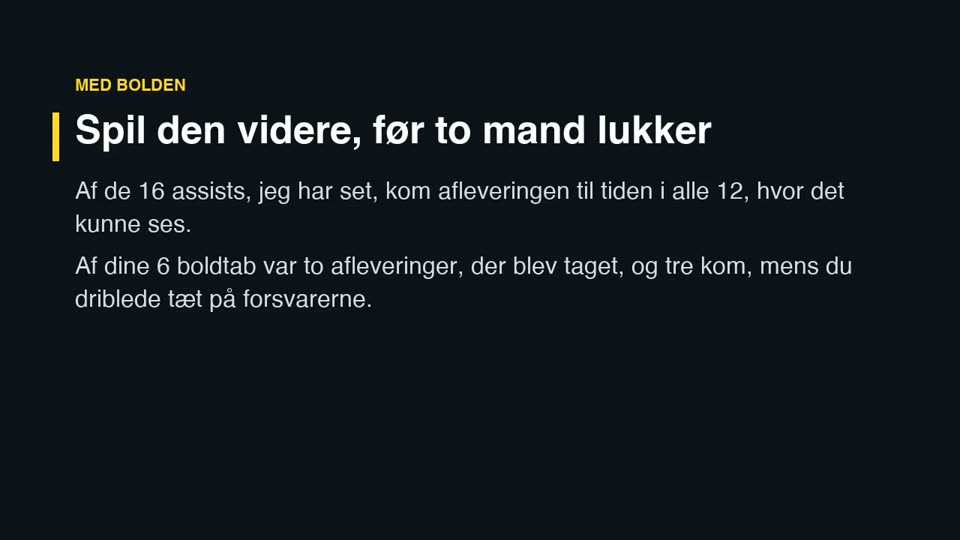 MED BOLDEN
Spil den videre, før to mand lukker
Af de 16 assists, jeg har set, kom afleveringen til tiden i alle 12, hvor det
kunne ses.
Af dine 6 boldtab var to afleveringer, der blev taget, og tre kom, mens du
driblede tæt på forsvarerne.